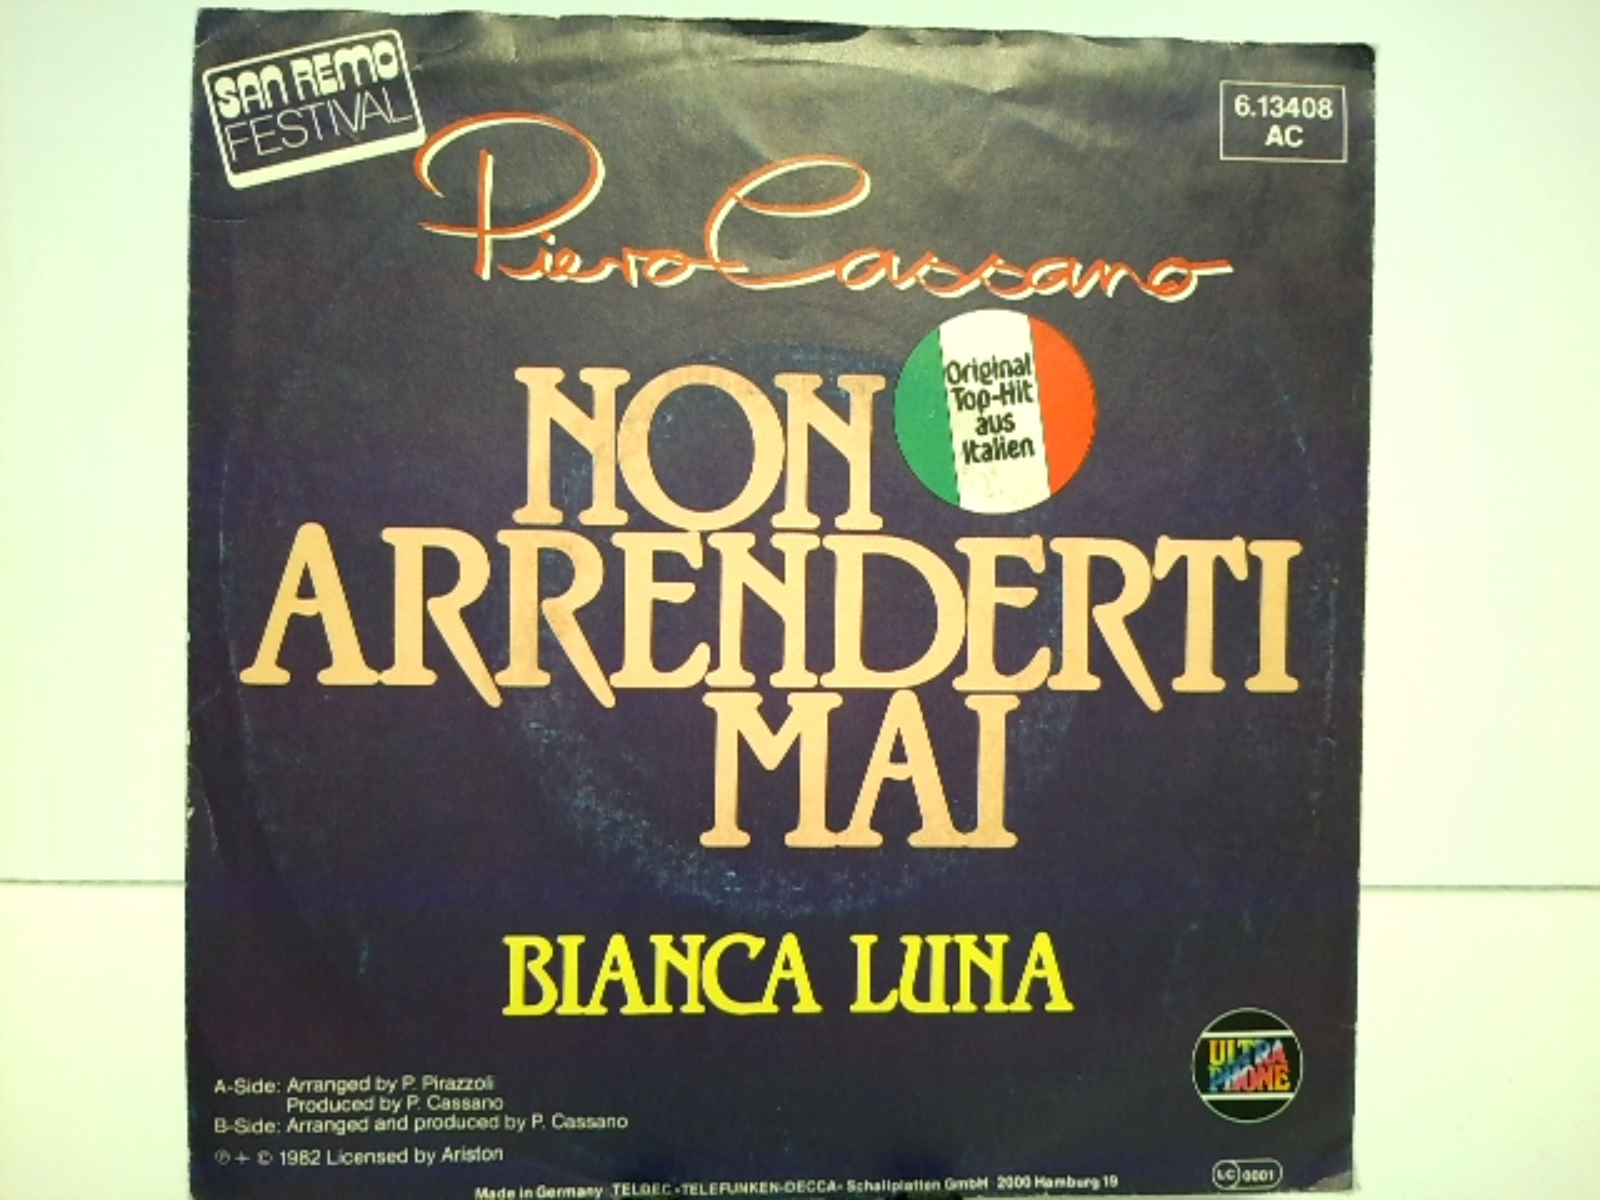 SAN REMO
FESTIVAL
6.13408
AC
Piero Cassano
Original
Top-Hit
aus
Italien
NON
ARRENDERTI
MAI
BIANCA LUNA
ULTRA
PHONE
A-Side: Arranged by P. Pirazzoli
Produced by P. Cassano
B-Side: Arranged and produced by P. Cassano
℗ + © 1982 Licensed by Ariston
LC 0001
Made in Germany TELDEC-TELEFUNKEN-DECCA-Schallplatten GmbH 2000 Hamburg 19